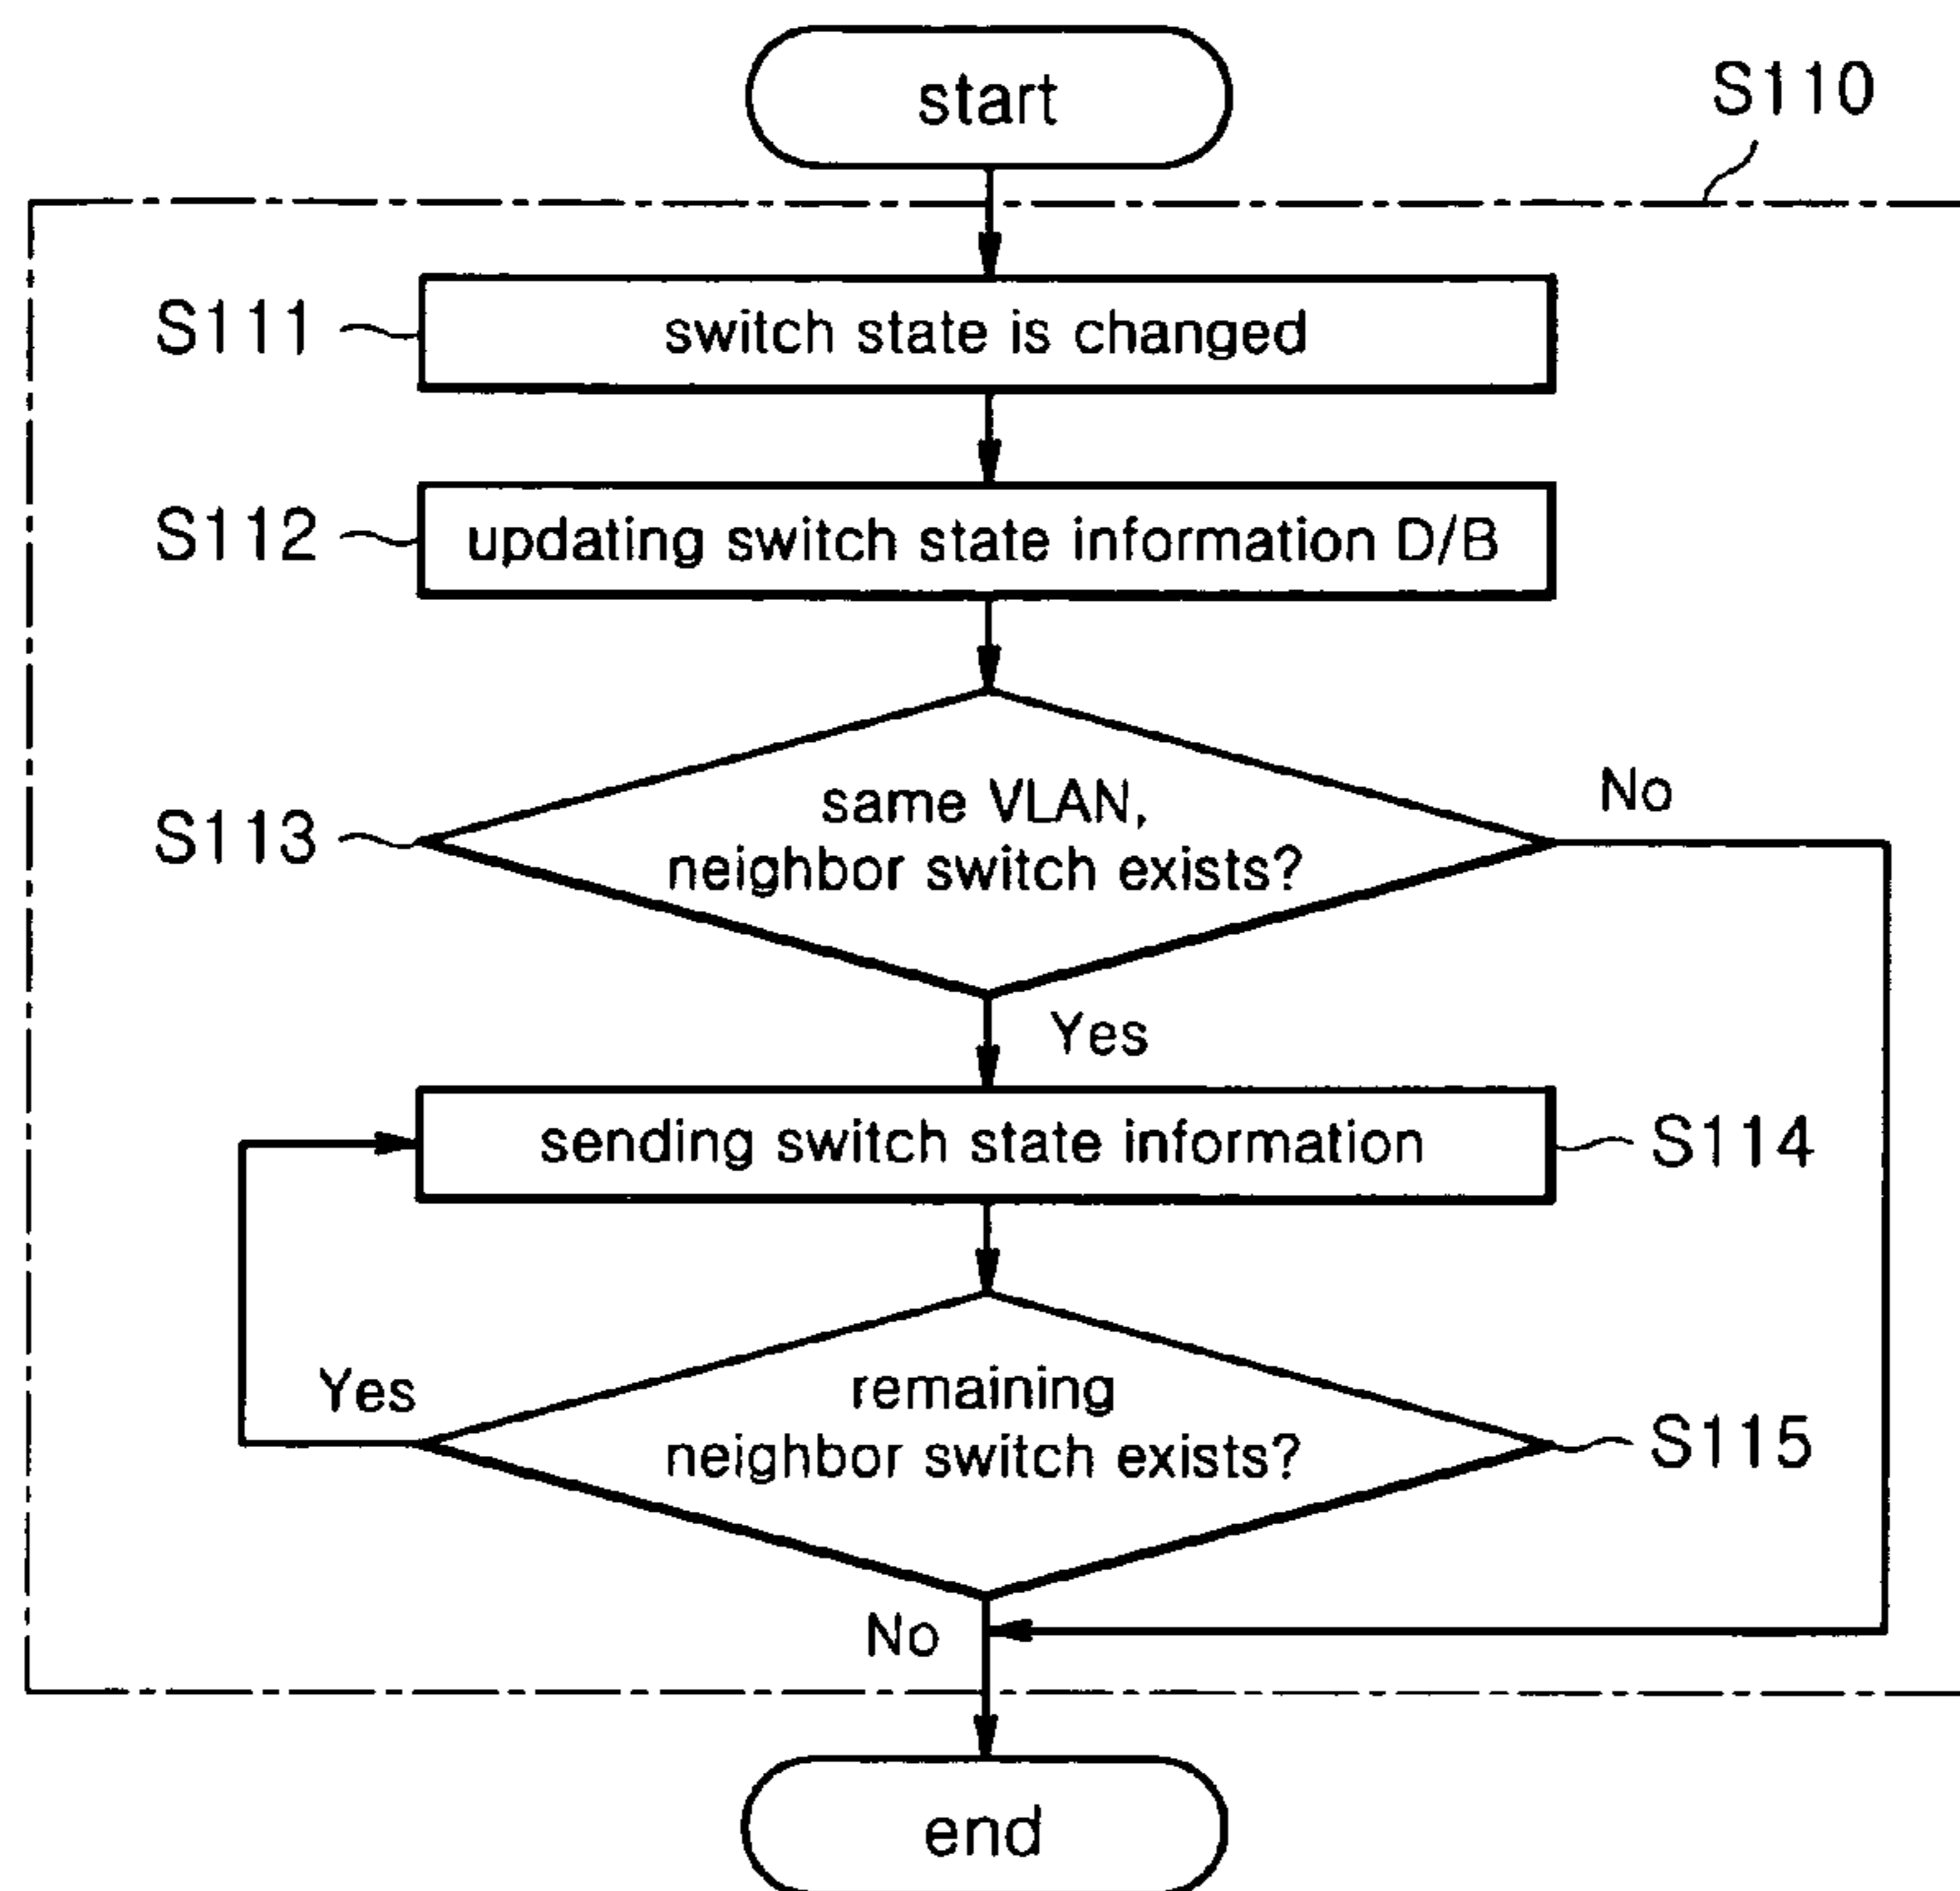 start
S110
S111
switch state is changed
S112
updating switch state information D/B
same VLAN,
neighbor switch exists?
S113
No
Yes
sending switch state information
S114
Yes
remaining
neighbor switch exists?
S115
No
end